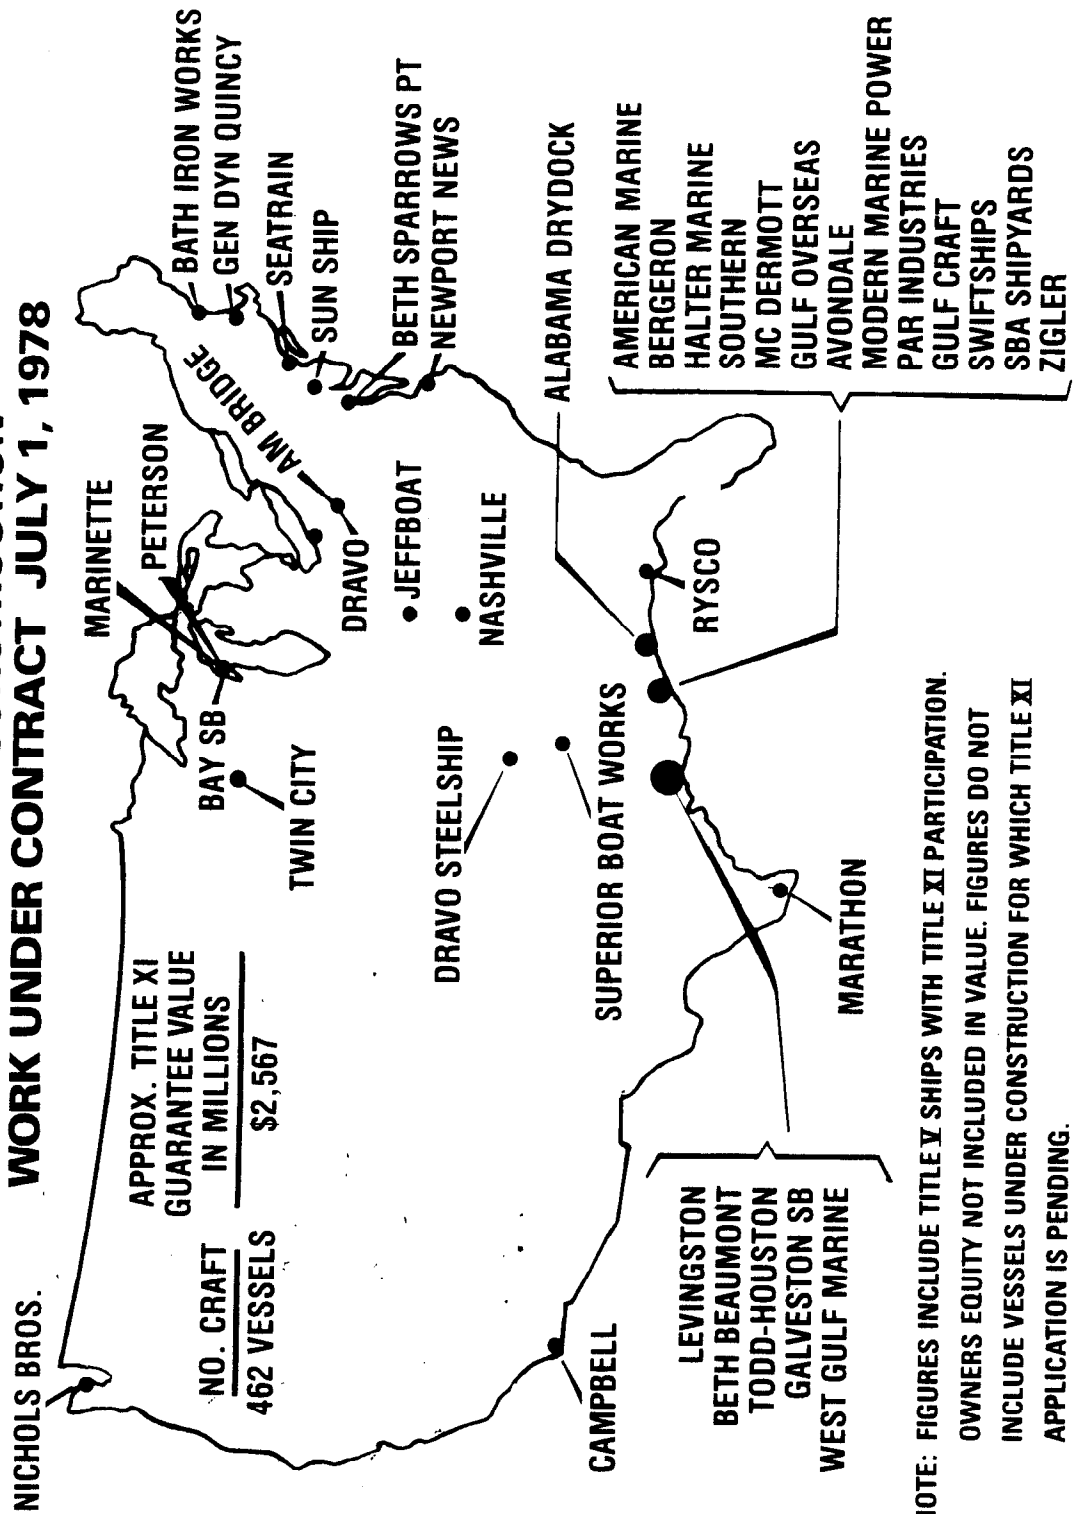 WORK UNDER CONTRACT JULY 1, 1978
NICHOLS BROS.
NO. CRAFT
462 VESSELS
APPROX. TITLE XI
GUARANTEE VALUE
IN MILLIONS
$2,567
MARINETTE
PETERSON
BAY SB
TWIN CITY
AM BRIDGE
DRAVO
JEFFBOAT
NASHVILLE
BATH IRON WORKS
GEN DYN QUINCY
SEATRAIN
SUN SHIP
BETH SPARROWS PT
NEWPORT NEWS
DRAVO STEELSHIP
SUPERIOR BOAT WORKS
ALABAMA DRYDOCK
RYSCO
MARATHON
CAMPBELL
LEVINGSTON
BETH BEAUMONT
TODD-HOUSTON
GALVESTON SB
WEST GULF MARINE
AMERICAN MARINE
BERGERON
HALTER MARINE
SOUTHERN
MC DERMOTT
GULF OVERSEAS
AVONDALE
MODERN MARINE POWER
PAR INDUSTRIES
GULF CRAFT
SWIFTSHIPS
SBA SHIPYARDS
ZIGLER
NOTE: FIGURES INCLUDE TITLE V SHIPS WITH TITLE XI PARTICIPATION.
OWNERS EQUITY NOT INCLUDED IN VALUE. FIGURES DO NOT
INCLUDE VESSELS UNDER CONSTRUCTION FOR WHICH TITLE XI
APPLICATION IS PENDING.